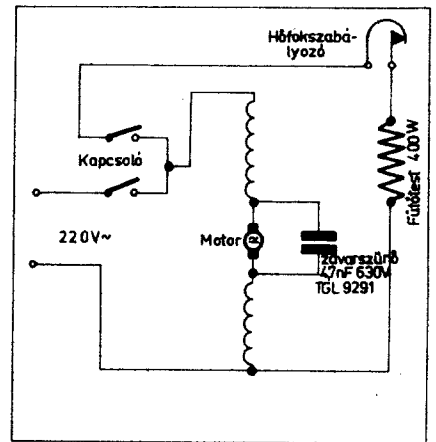 Hőfokszabá-
lyozó
Kapcsoló
220V~
Motor
Fűtőtest 400W
zavarszűrő
47nF 630V
TGL 9291